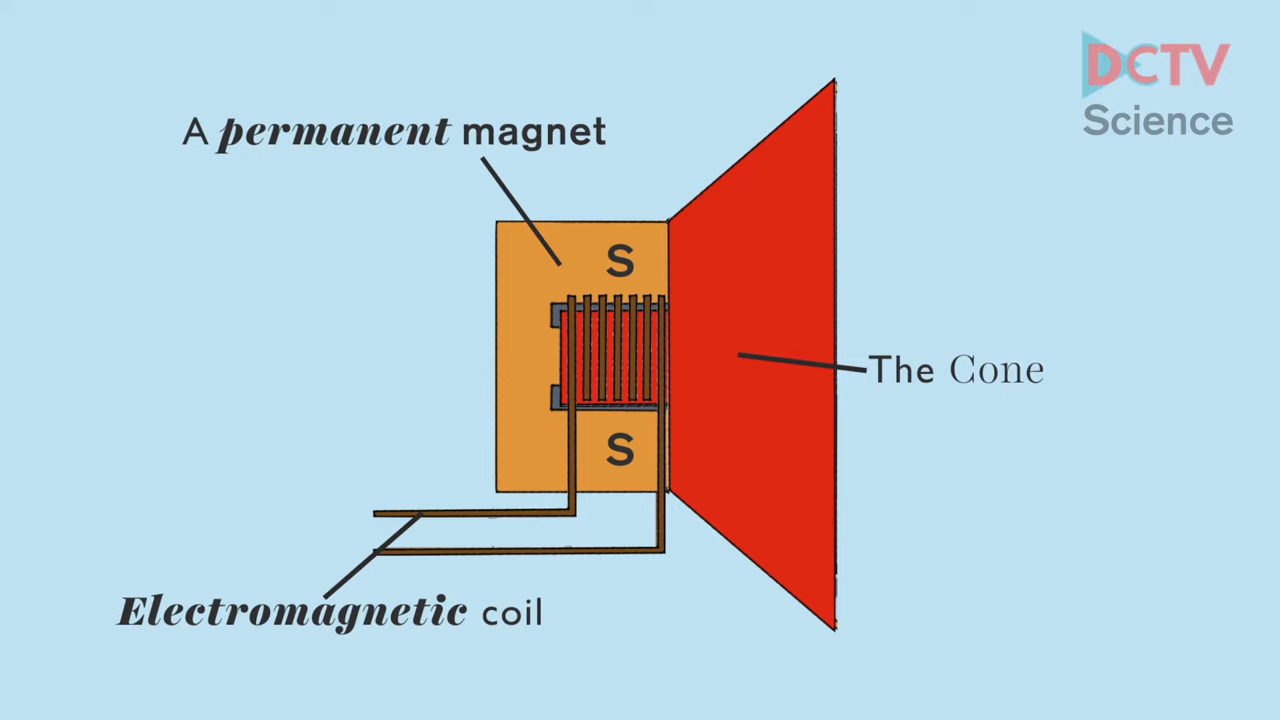 DCTV
Science
A permanent magnet
S
The Cone
S
Electromagnetic coil